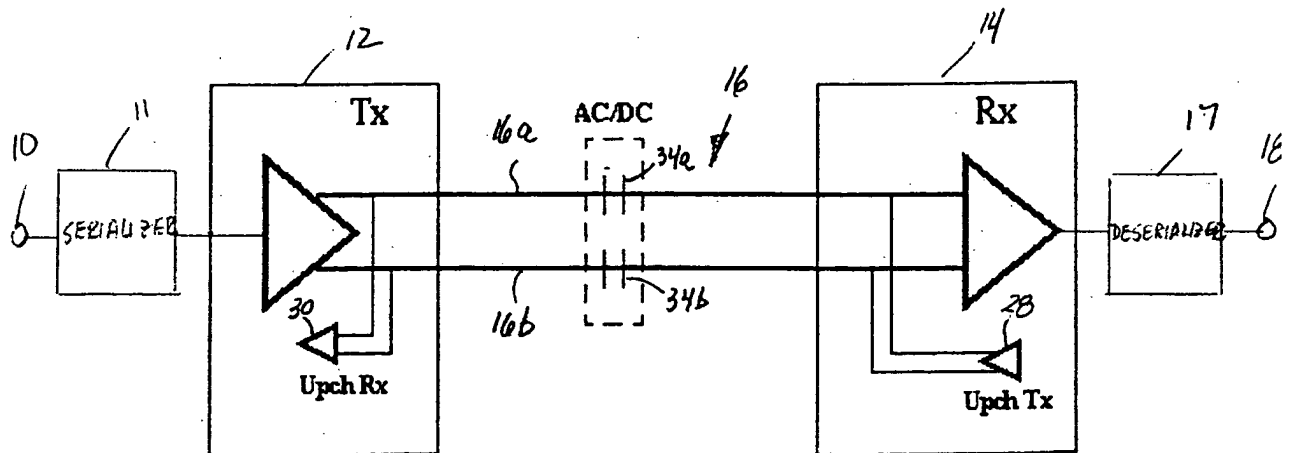 12
14
Tx
AC/DC
16
Rx
11
17
10
16a
34a
18
SERIALIZER
DESERIALIZER
30
16b
34b
28
Upch Rx
Upch Tx